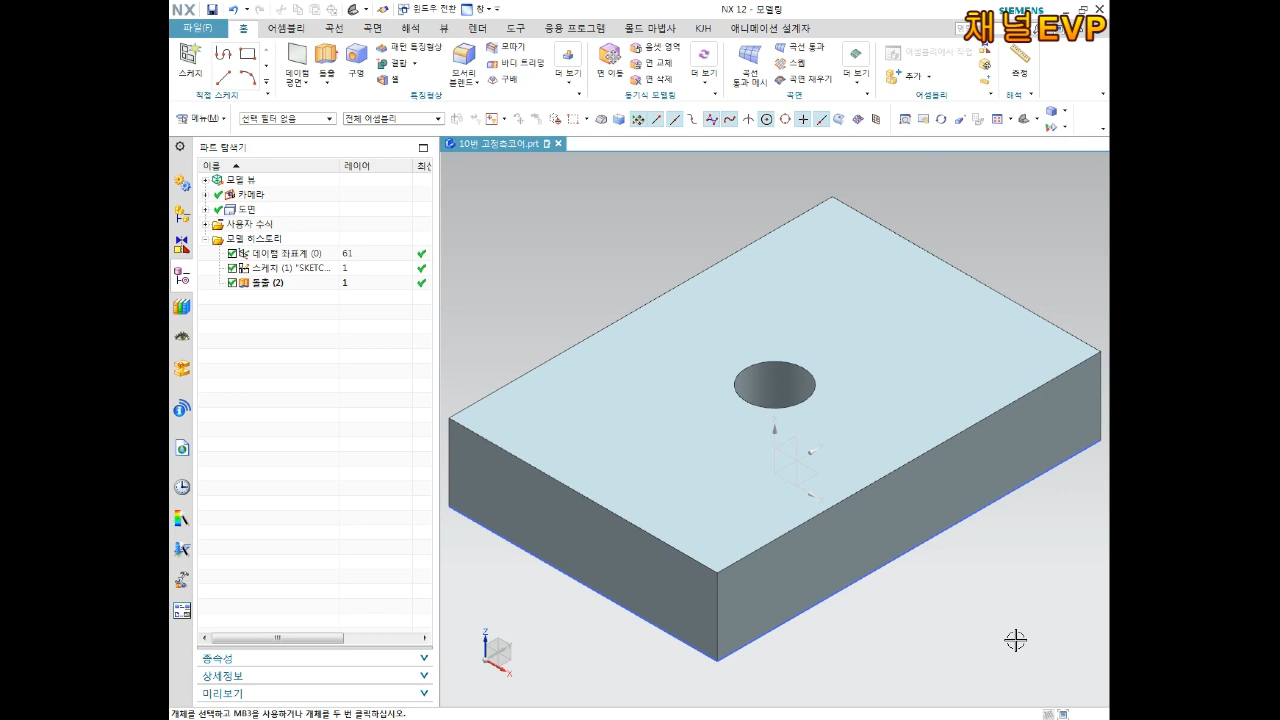 NX
윈도우 전환
창
NX 12 - 모델링
SIEMENS
채널EVP
파일(F)
홈
어셈블리
곡선
곡면
해석
뷰
렌더
도구
응용 프로그램
몰드 마법사
KJH
애니메이션 설계자
스케치
데이텀 평면
돌출
구멍
패턴 특징형상
결합
쉘
모서리 블렌드
모따기
바디 트리밍
구배
더 보기
면 이동
옵셋 영역
면 교체
면 삭제
더 보기
곡선 통과 메시
곡선 통과
스웹
곡면 채우기
더 보기
어셈블리에서 작업
추가
측정
직접 스케치
특징형상
동기식 모델링
곡면
어셈블리
해석
메뉴(M)
선택 필터 없음
전체 어셈블리
파트 탐색기
10번 고정측코어.prt
이름
레이어
최신
모델 뷰
카메라
도면
사용자 수식
모델 히스토리
데이텀 좌표계 (0)
61
스케치 (1) "SKETC...
1
돌출 (2)
1
종속성
상세정보
미리보기
Z
X
개체를 선택하고 MB3을 사용하거나 개체를 두 번 클릭하십시오.